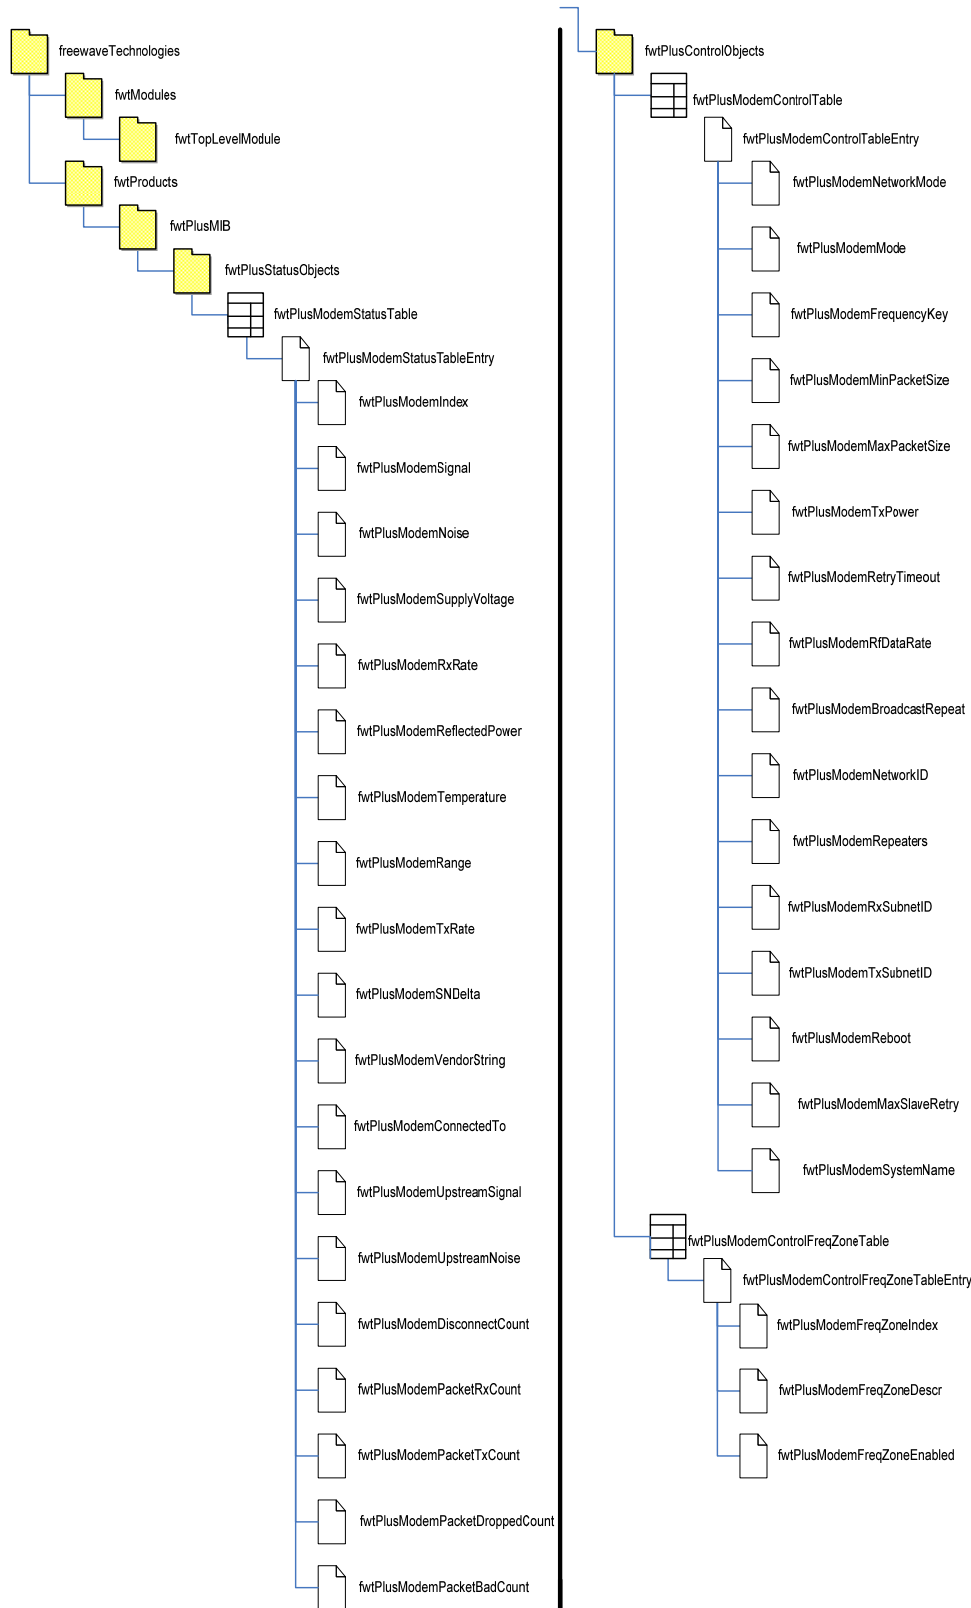 freewaveTechnologies
fwtModules
fwtTopLevelModule
fwtProducts
fwtPlusMIB
fwtPlusStatusObjects
fwtPlusModemStatusTable
fwtPlusModemStatusTableEntry
fwtPlusModemIndex
fwtPlusModemSignal
fwtPlusModemNoise
fwtPlusModemSupplyVoltage
fwtPlusModemRxRate
fwtPlusModemReflectedPower
fwtPlusModemTemperature
fwtPlusModemRange
fwtPlusModemTxRate
fwtPlusModemSNDelta
fwtPlusModemVendorString
fwtPlusModemConnectedTo
fwtPlusModemUpstreamSignal
fwtPlusModemUpstreamNoise
fwtPlusModemDisconnectCount
fwtPlusModemPacketRxCount
fwtPlusModemPacketTxCount
fwtPlusModemPacketDroppedCount
fwtPlusModemPacketBadCount
fwtPlusControlObjects
fwtPlusModemControlTable
fwtPlusModemControlTableEntry
fwtPlusModemNetworkMode
fwtPlusModemMode
fwtPlusModemFrequencyKey
fwtPlusModemMinPacketSize
fwtPlusModemMaxPacketSize
fwtPlusModemTxPower
fwtPlusModemRetryTimeout
fwtPlusModemRfDataRate
fwtPlusModemBroadcastRepeat
fwtPlusModemNetworkID
fwtPlusModemRepeaters
fwtPlusModemRxSubnetID
fwtPlusModemTxSubnetID
fwtPlusModemReboot
fwtPlusModemMaxSlaveRetry
fwtPlusModemSystemName
fwtPlusModemControlFreqZoneTable
fwtPlusModemControlFreqZoneTableEntry
fwtPlusModemFreqZoneIndex
fwtPlusModemFreqZoneDescr
fwtPlusModemFreqZoneEnabled